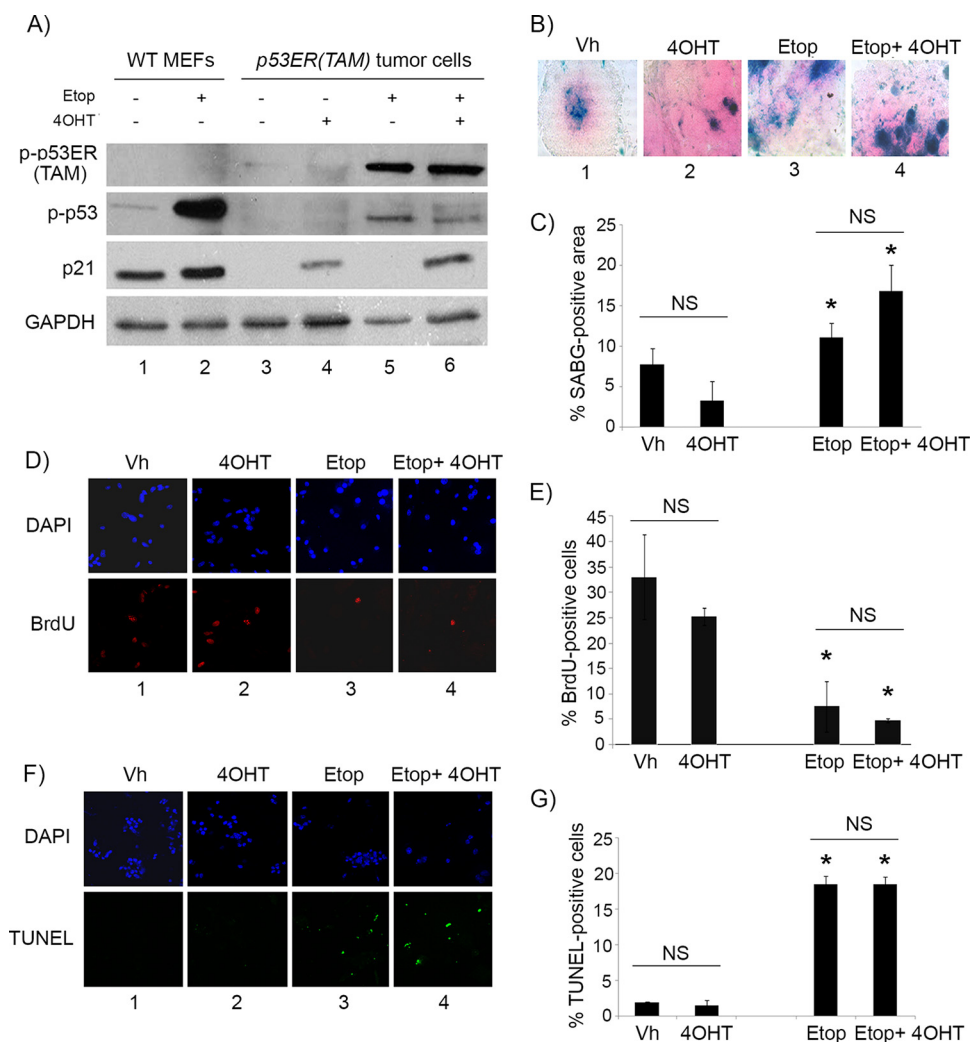 A)
WT MEFs p53ER(TAM) tumor cells
Etop - + - - + +
4OHT - - - + - +
p-p53ER
(TAM)
p-p53
p21
GAPDH
1 2 3 4 5 6
B)
Vh 4OHT Etop Etop+ 4OHT
1 2 3 4
C)
% SABG-positive area
25
20
15
10
5
0
NS
NS
*
*
Vh 4OHT Etop Etop+ 4OHT
D)
Vh 4OHT Etop Etop+ 4OHT
DAPI
BrdU
1 2 3 4
E)
% BrdU-positive cells
45
40
35
30
25
20
15
10
5
0
NS
NS
*
*
Vh 4OHT Etop Etop+ 4OHT
F)
Vh 4OHT Etop Etop+ 4OHT
DAPI
TUNEL
1 2 3 4
G)
% TUNEL-positive cells
30
20
10
0
NS
NS
* *
Vh 4OHT Etop Etop+ 4OHT